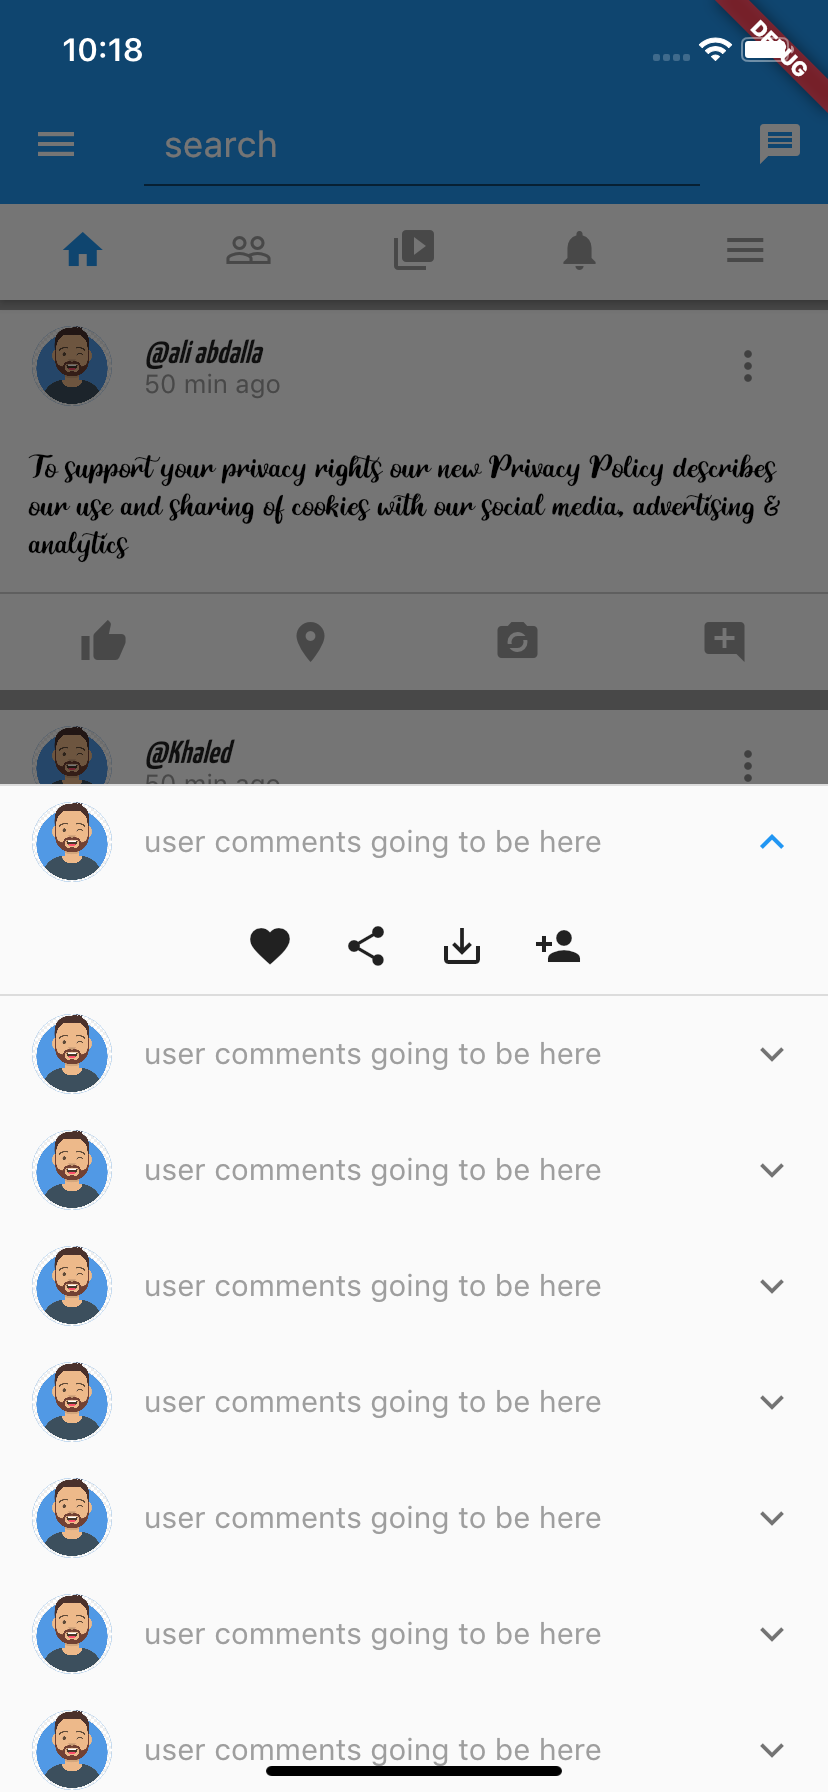 10:18
DEBUG
search
@ali abdalla
50 min ago
To support your privacy rights our new Privacy Policy describes
our use and sharing of cookies with our social media, advertising &
analytics
@Khaled
50 min ago
user comments going to be here
user comments going to be here
user comments going to be here
user comments going to be here
user comments going to be here
user comments going to be here
user comments going to be here
user comments going to be here